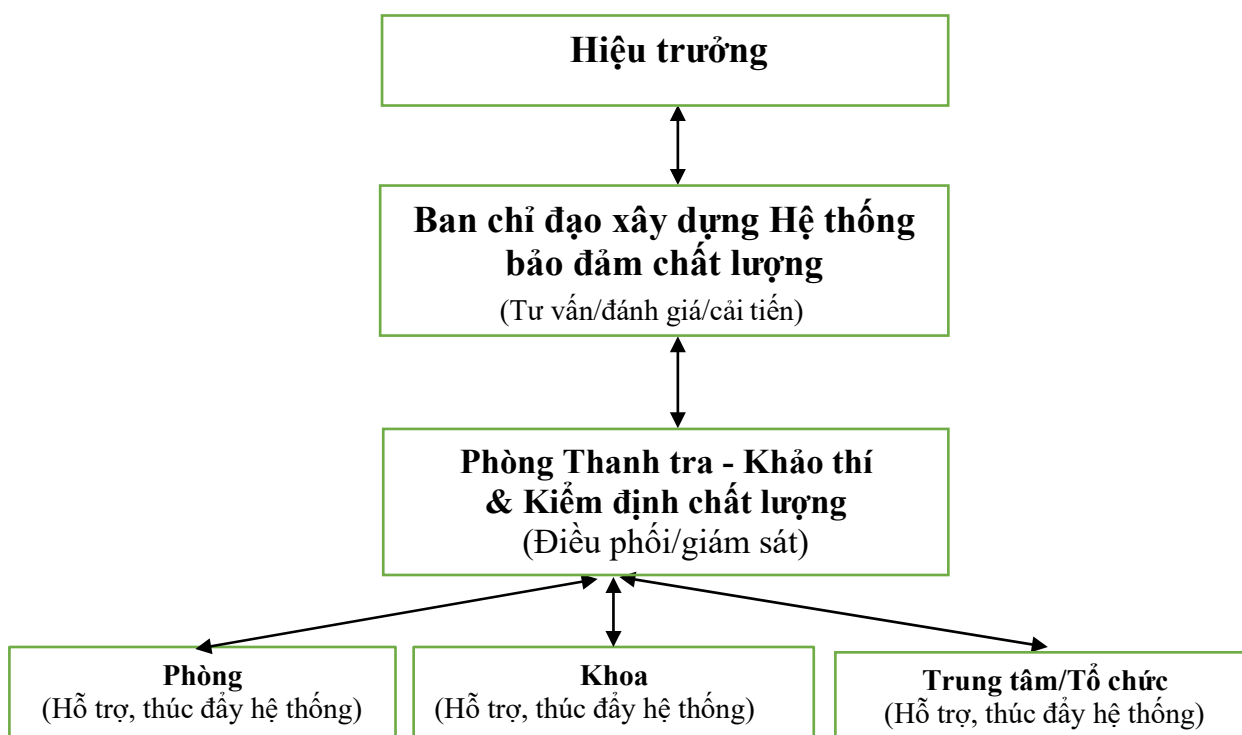 Hiệu trưởng
Ban chỉ đạo xây dựng Hệ thống
bảo đảm chất lượng
(Tư vấn/đánh giá/cải tiến)
Phòng Thanh tra - Khảo thí
& Kiểm định chất lượng
(Điều phối/giám sát)
Phòng
(Hỗ trợ, thúc đẩy hệ thống)
Khoa
(Hỗ trợ, thúc đẩy hệ thống)
Trung tâm/Tổ chức
(Hỗ trợ, thúc đẩy hệ thống)